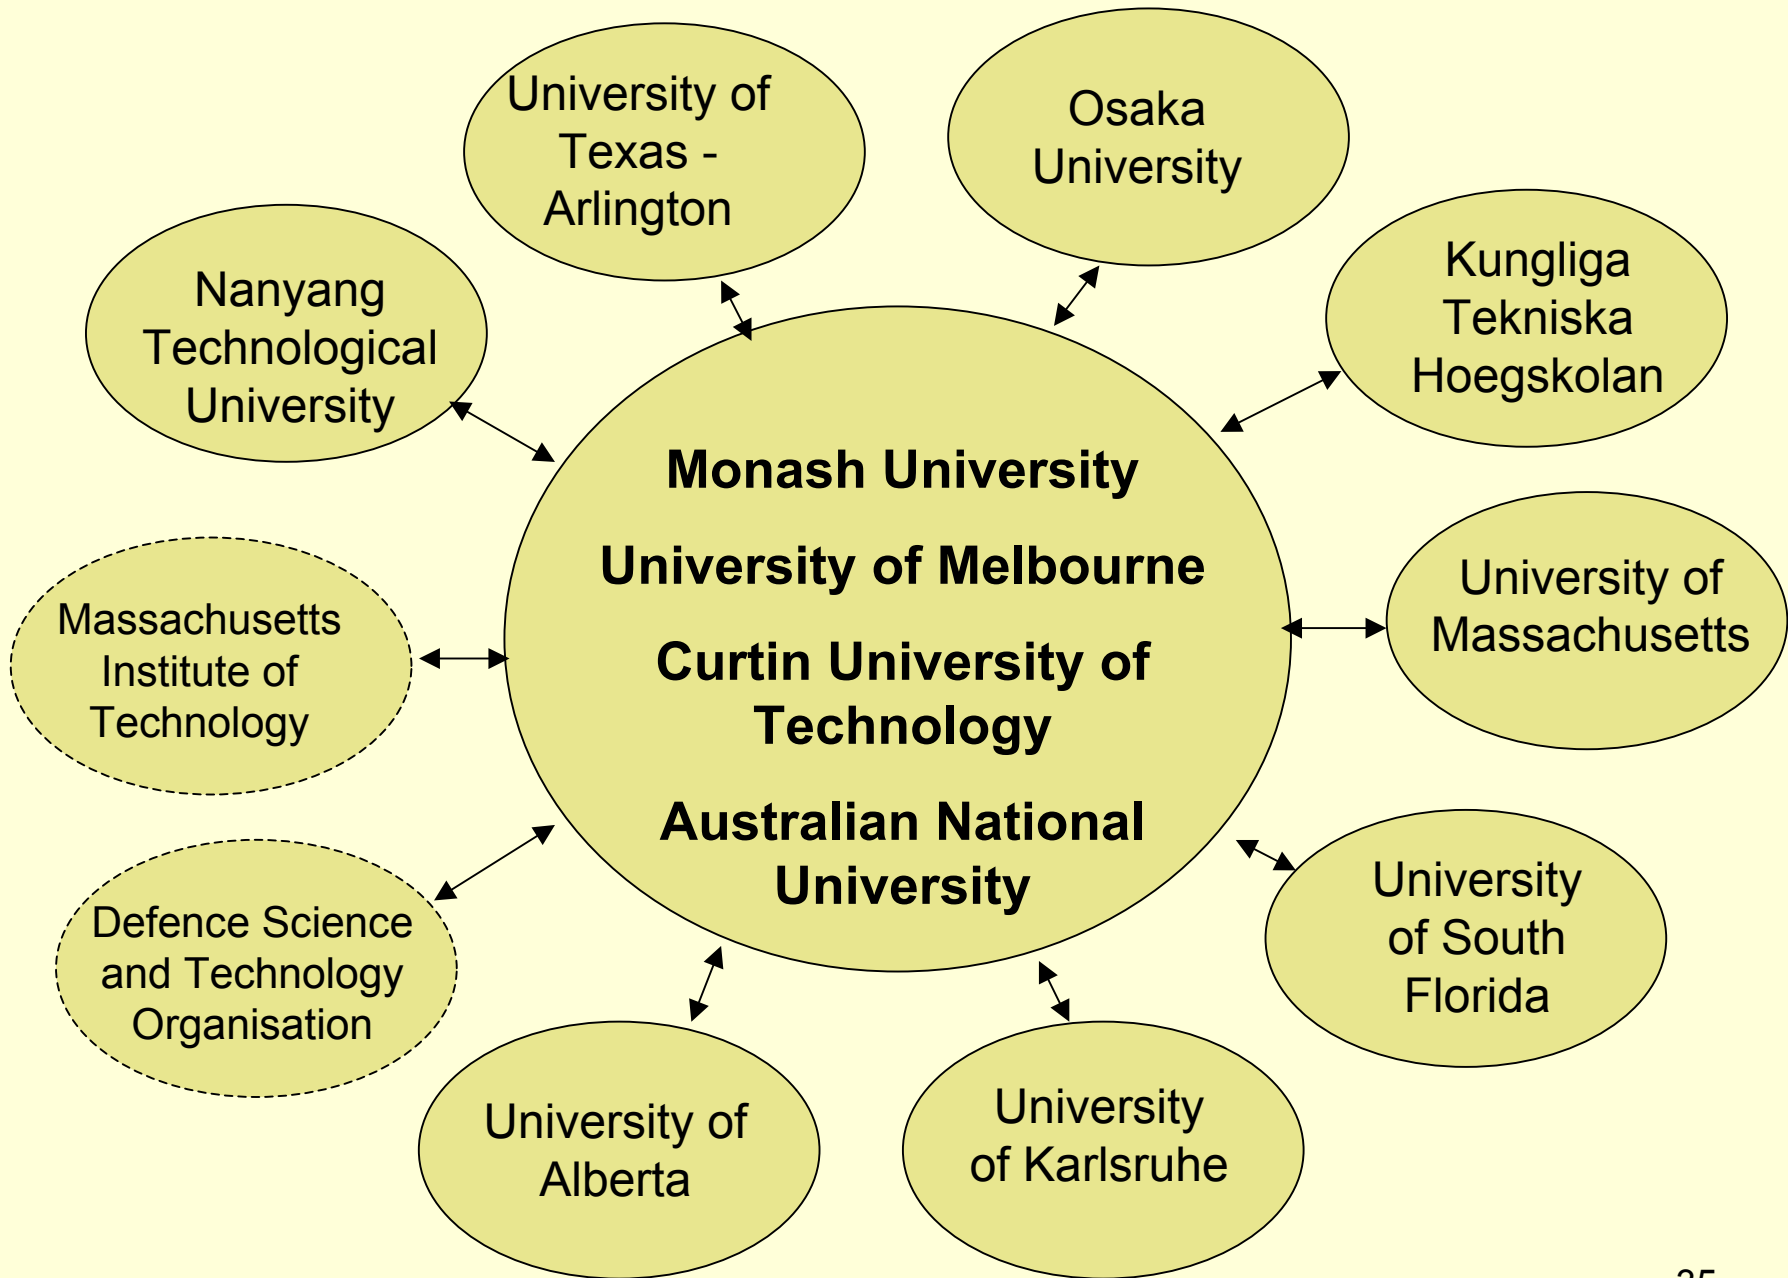 University of
Texas -
Arlington
Osaka
University
Kungliga
Tekniska
Hoegskolan
Nanyang
Technological
University
Monash University
University of Melbourne
Curtin University of
Technology
Australian National
University
University of
Massachusetts
Massachusetts
Institute of
Technology
University
of South
Florida
Defence Science
and Technology
Organisation
University of
Alberta
University
of Karlsruhe
35